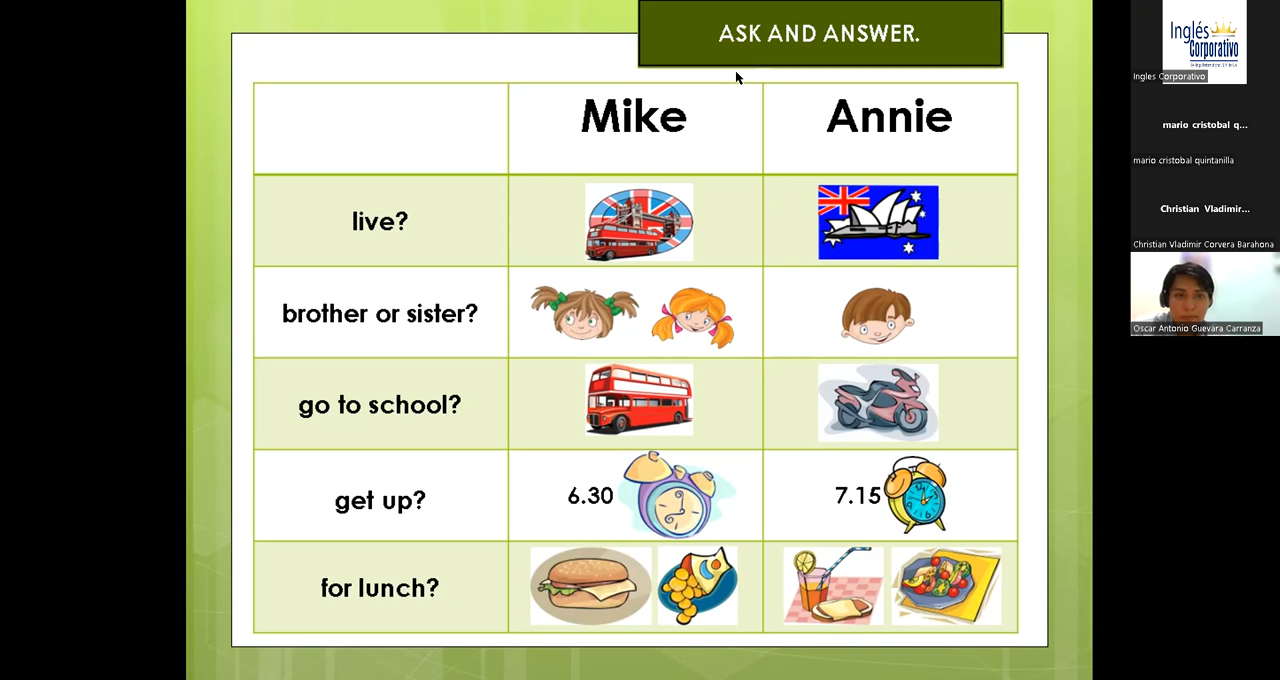 ASK AND ANSWER.
Mike
Annie
live?
brother or sister?
go to school?
get up?
6.30
7.15
for lunch?
Inglés
Corporativo
Ingles Corporativo
mario cristobal q...
mario cristobal quintanilla
Christian Vladimir...
Christian Vladimir Corvera Barahona
Oscar Antonio Guevara Carranza